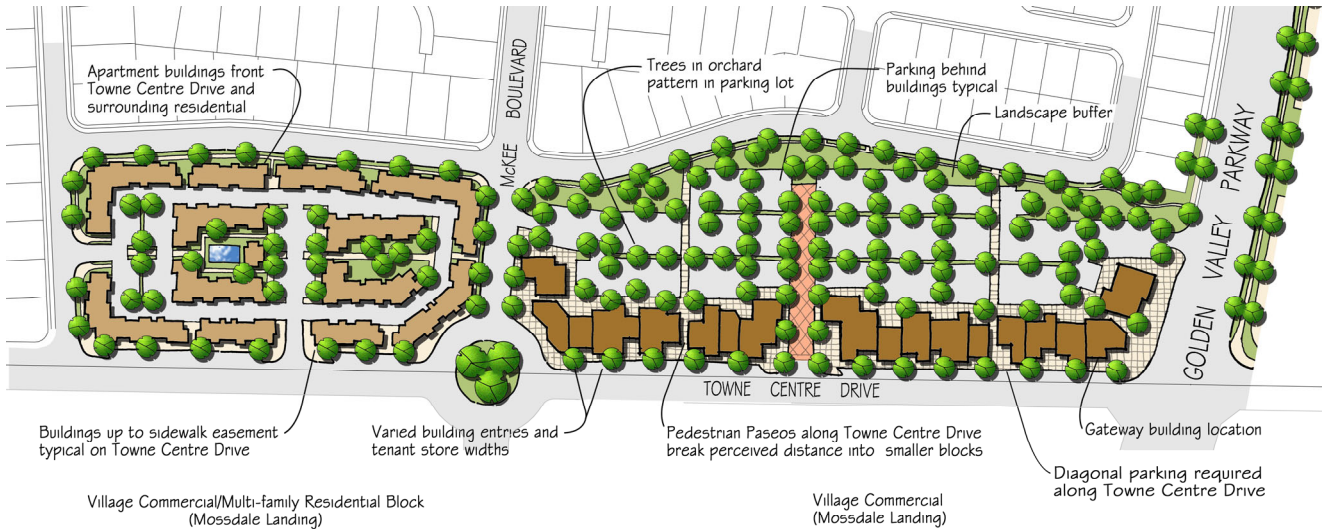 Apartment buildings front
Towne Centre Drive and
surrounding residential
McKEE BOULEVARD
Trees in orchard
pattern in parking lot
Parking behind
buildings typical
Landscape buffer
GOLDEN VALLEY PARKWAY
TOWNE CENTRE DRIVE
Buildings up to sidewalk easement
typical on Towne Centre Drive
Varied building entries and
tenant store widths
Pedestrian Paseos along Towne Centre Drive
break perceived distance into smaller blocks
Gateway building location
Diagonal parking required
along Towne Centre Drive
Village Commercial/Multi-family Residential Block
(Mossdale Landing)
Village Commercial
(Mossdale Landing)